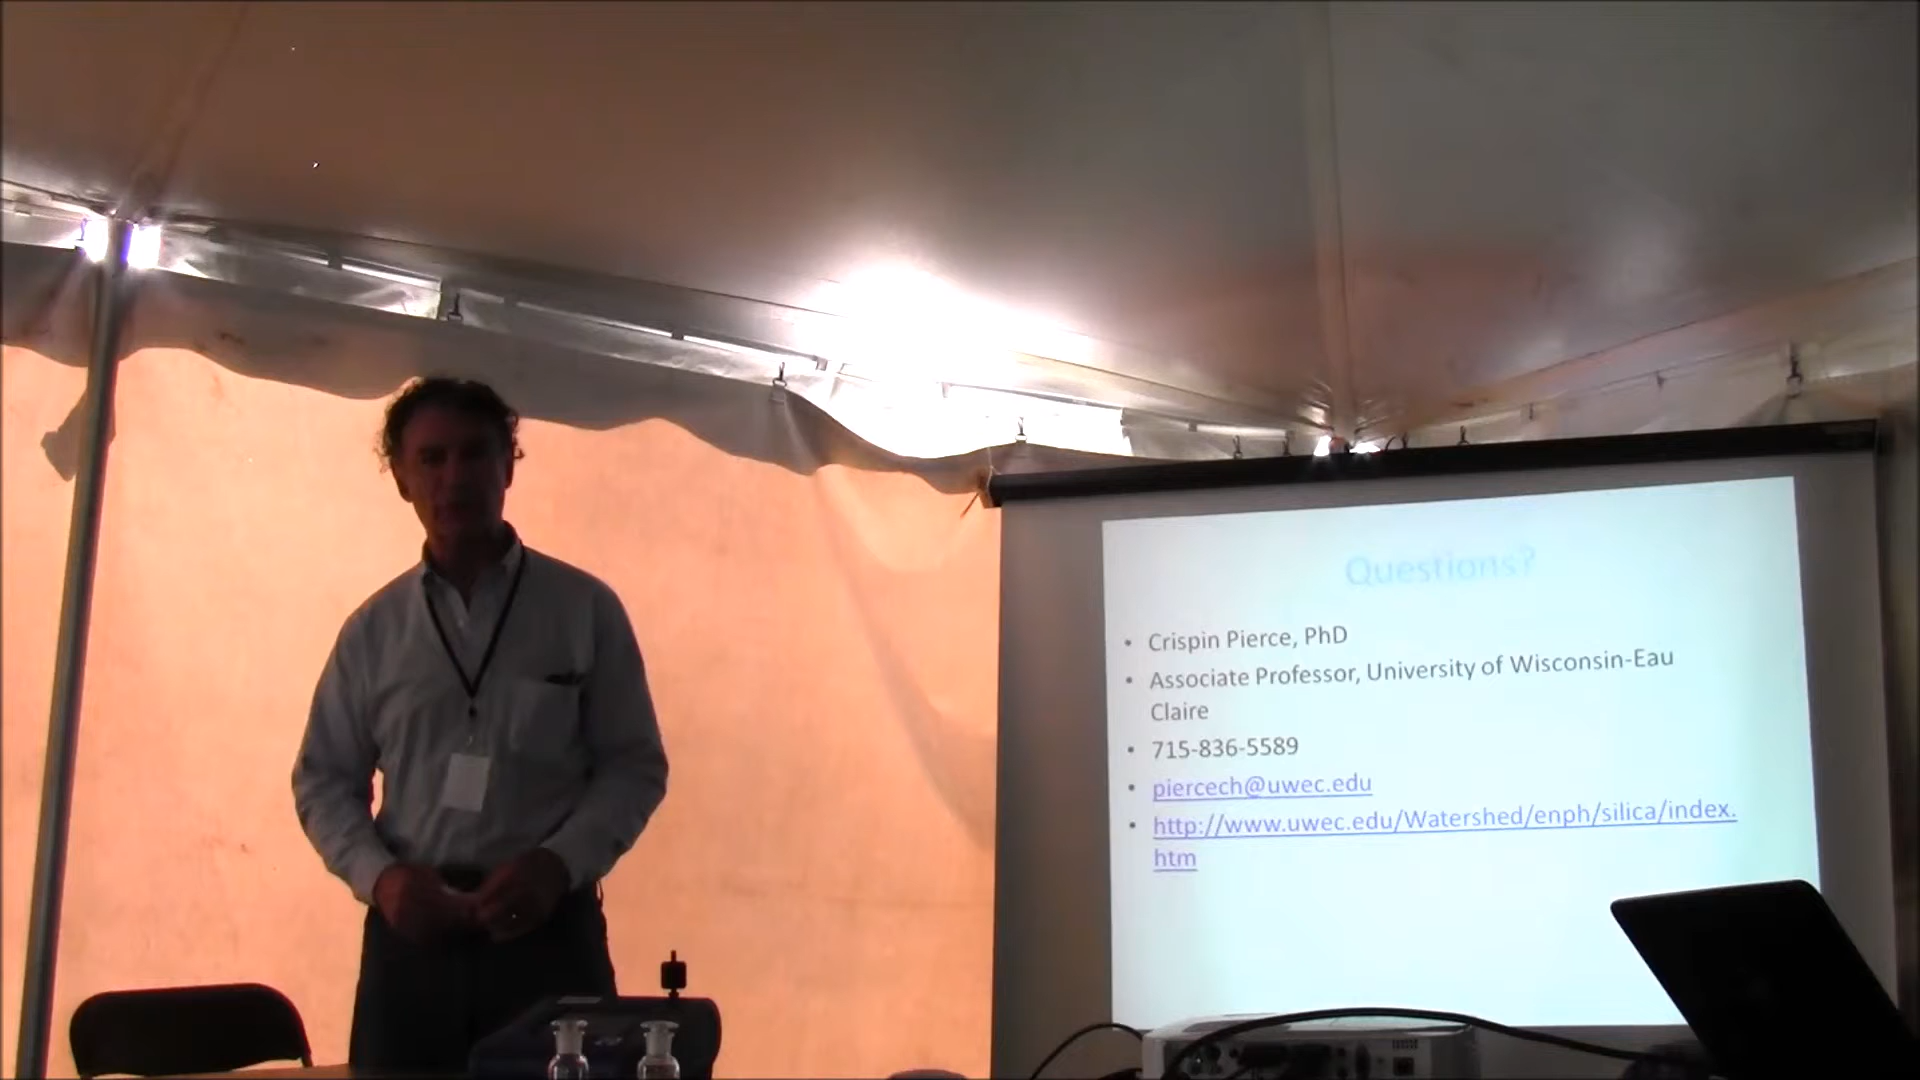 Questions?
• Crispin Pierce, PhD
• Associate Professor, University of Wisconsin-Eau
Claire
• 715-836-5589
• piercech@uwec.edu
• http://www.uwec.edu/Watershed/enph/silica/index.
htm